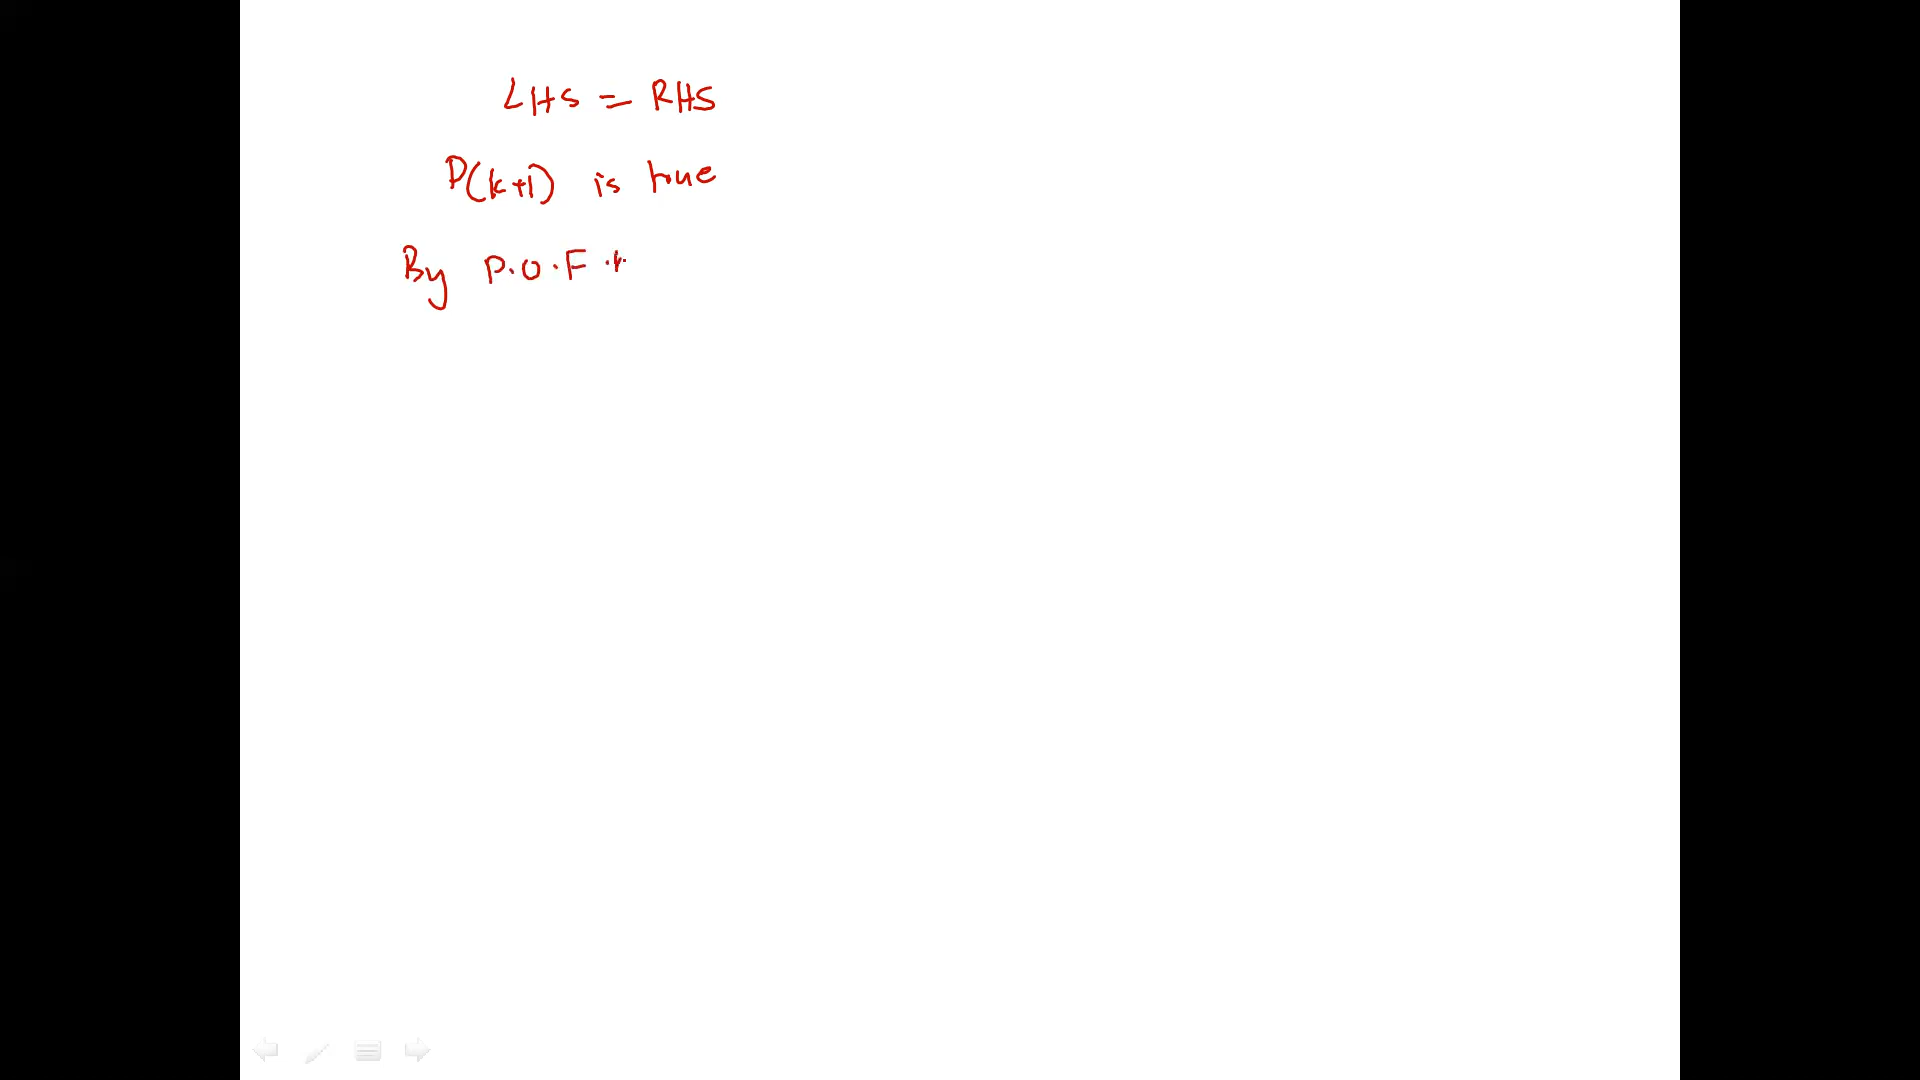 LHS = RHS
P(k+1) is true
By P.O.F.